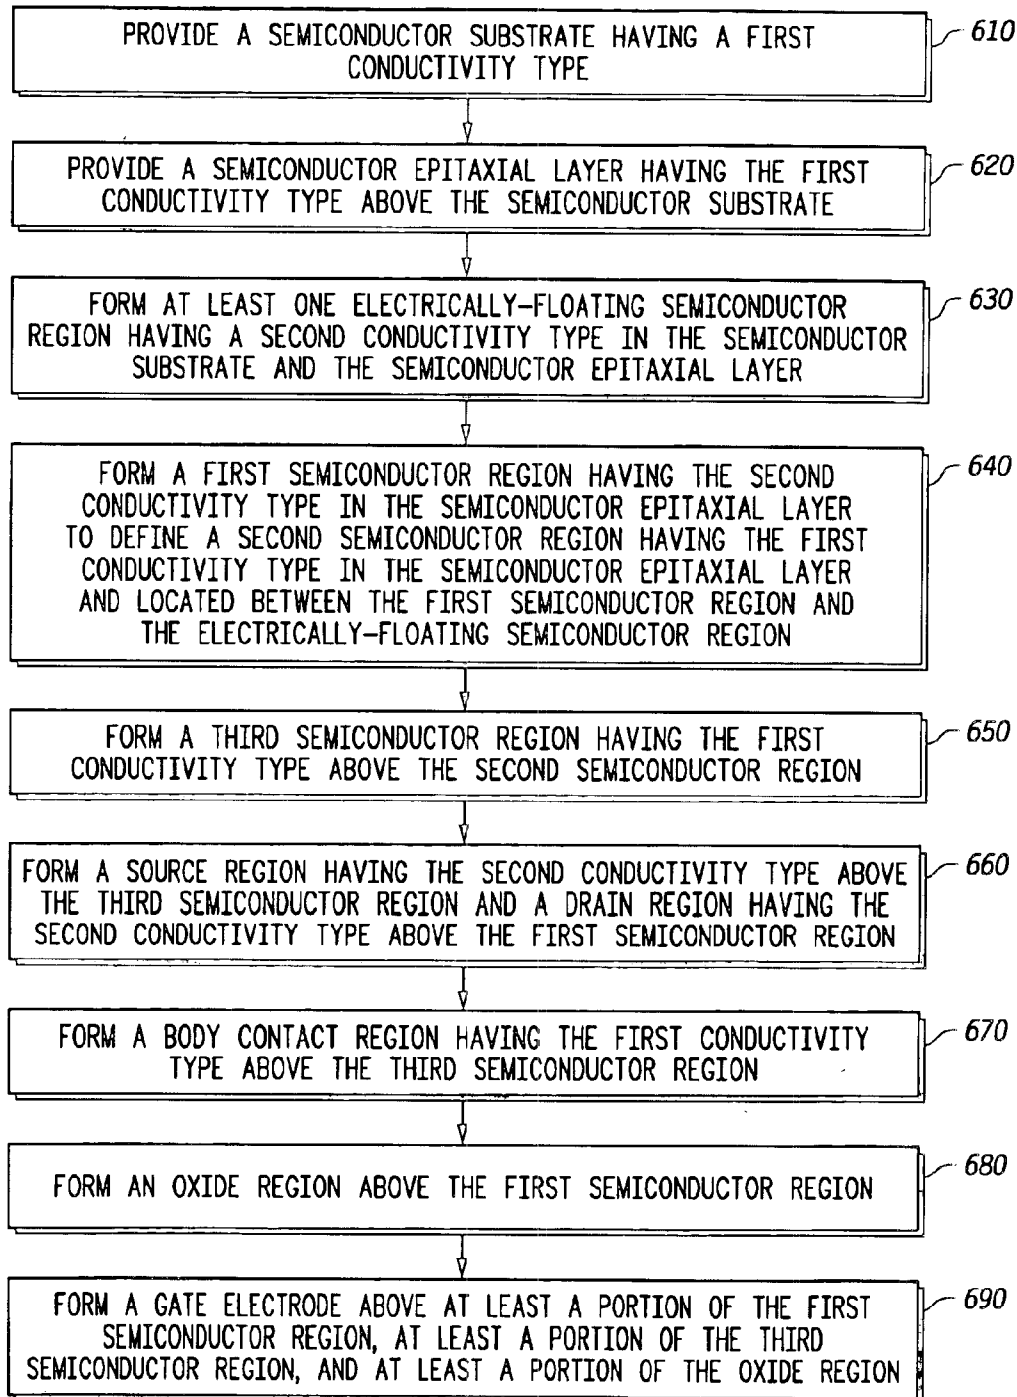 PROVIDE A SEMICONDUCTOR SUBSTRATE HAVING A FIRST
CONDUCTIVITY TYPE
610
PROVIDE A SEMICONDUCTOR EPITAXIAL LAYER HAVING THE FIRST
CONDUCTIVITY TYPE ABOVE THE SEMICONDUCTOR SUBSTRATE
620
FORM AT LEAST ONE ELECTRICALLY-FLOATING SEMICONDUCTOR
REGION HAVING A SECOND CONDUCTIVITY TYPE IN THE SEMICONDUCTOR
SUBSTRATE AND THE SEMICONDUCTOR EPITAXIAL LAYER
630
FORM A FIRST SEMICONDUCTOR REGION HAVING THE SECOND
CONDUCTIVITY TYPE IN THE SEMICONDUCTOR EPITAXIAL LAYER
TO DEFINE A SECOND SEMICONDUCTOR REGION HAVING THE FIRST
CONDUCTIVITY TYPE IN THE SEMICONDUCTOR EPITAXIAL LAYER
AND LOCATED BETWEEN THE FIRST SEMICONDUCTOR REGION AND
THE ELECTRICALLY-FLOATING SEMICONDUCTOR REGION
640
FORM A THIRD SEMICONDUCTOR REGION HAVING THE FIRST
CONDUCTIVITY TYPE ABOVE THE SECOND SEMICONDUCTOR REGION
650
FORM A SOURCE REGION HAVING THE SECOND CONDUCTIVITY TYPE ABOVE
THE THIRD SEMICONDUCTOR REGION AND A DRAIN REGION HAVING THE
SECOND CONDUCTIVITY TYPE ABOVE THE FIRST SEMICONDUCTOR REGION
660
FORM A BODY CONTACT REGION HAVING THE FIRST CONDUCTIVITY
TYPE ABOVE THE THIRD SEMICONDUCTOR REGION
670
FORM AN OXIDE REGION ABOVE THE FIRST SEMICONDUCTOR REGION
680
FORM A GATE ELECTRODE ABOVE AT LEAST A PORTION OF THE FIRST
SEMICONDUCTOR REGION, AT LEAST A PORTION OF THE THIRD
SEMICONDUCTOR REGION, AND AT LEAST A PORTION OF THE OXIDE REGION
690